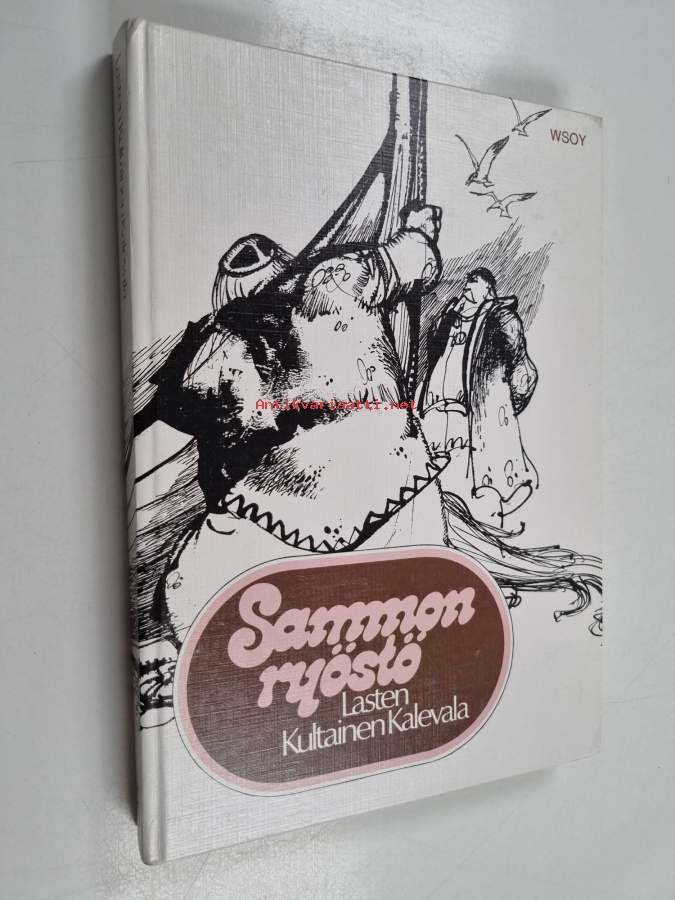 WSOY
Antikvariaatti.net
Sammon
ryöstö
Lasten
Kultainen Kalevala